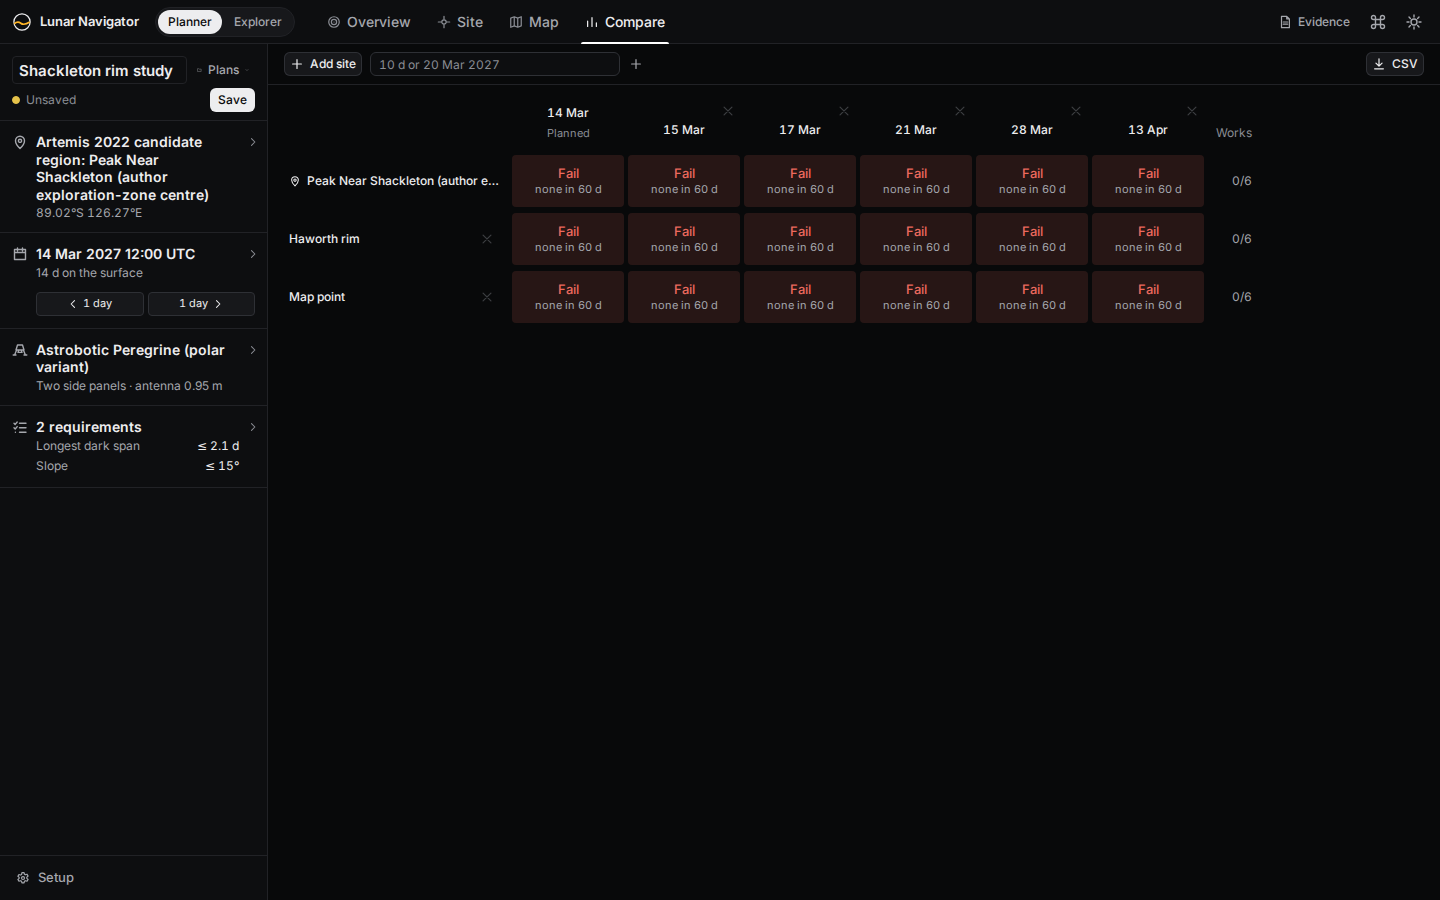 Lunar Navigator
Planner
Explorer
Overview
Site
Map
Compare
Evidence
Shackleton rim study
Plans
Unsaved
Save
Add site
10 d or 20 Mar 2027
CSV
Artemis 2022 candidate
region: Peak Near
Shackleton (author
exploration-zone centre)
89.02°S 126.27°E
14 Mar 2027 12:00 UTC
14 d on the surface
1 day
1 day
Astrobotic Peregrine (polar
variant)
Two side panels · antenna 0.95 m
2 requirements
Longest dark span ≤ 2.1 d
Slope ≤ 15°
Setup
14 Mar
Planned
15 Mar
17 Mar
21 Mar
28 Mar
13 Apr
Works
Peak Near Shackleton (author e...
Fail
none in 60 d
Fail
none in 60 d
Fail
none in 60 d
Fail
none in 60 d
Fail
none in 60 d
Fail
none in 60 d
0/6
Haworth rim
Fail
none in 60 d
Fail
none in 60 d
Fail
none in 60 d
Fail
none in 60 d
Fail
none in 60 d
Fail
none in 60 d
0/6
Map point
Fail
none in 60 d
Fail
none in 60 d
Fail
none in 60 d
Fail
none in 60 d
Fail
none in 60 d
Fail
none in 60 d
0/6